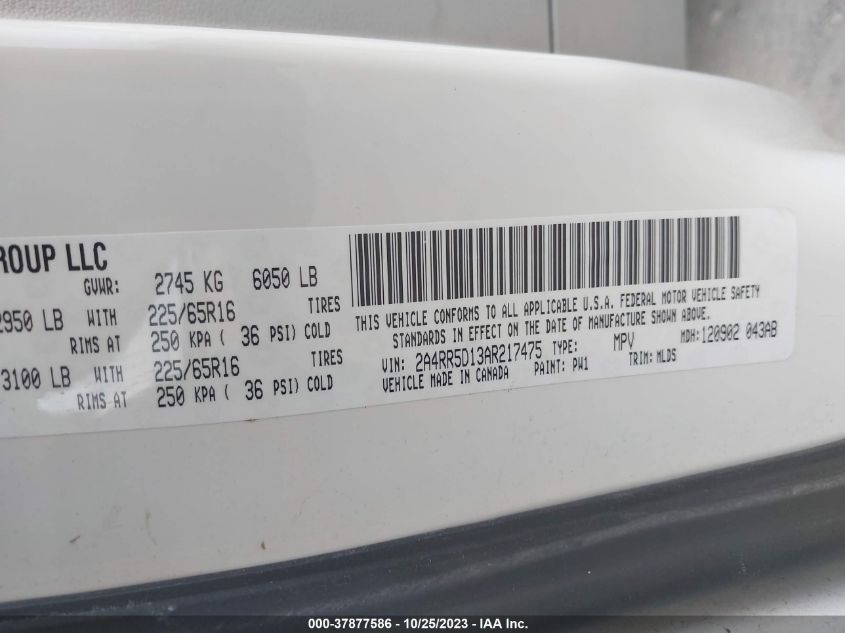 ROUP LLC
GVWR: 2745 KG 6050 LB
2950 LB WITH 225/65R16 TIRES
RIMS AT 250 KPA ( 36 PSI) COLD
3100 LB WITH 225/65R16 TIRES
RIMS AT 250 KPA ( 36 PSI) COLD
THIS VEHICLE CONFORMS TO ALL APPLICABLE U.S.A. FEDERAL MOTOR VEHICLE SAFETY
STANDARDS IN EFFECT ON THE DATE OF MANUFACTURE SHOWN ABOVE.
VIN: 2A4RR5D13AR217475 TYPE: MPV MDH:120902 043AB
VEHICLE MADE IN CANADA PAINT: PW1 TRIM: MLDS
000-37877586 - 10/25/2023 - IAA Inc.